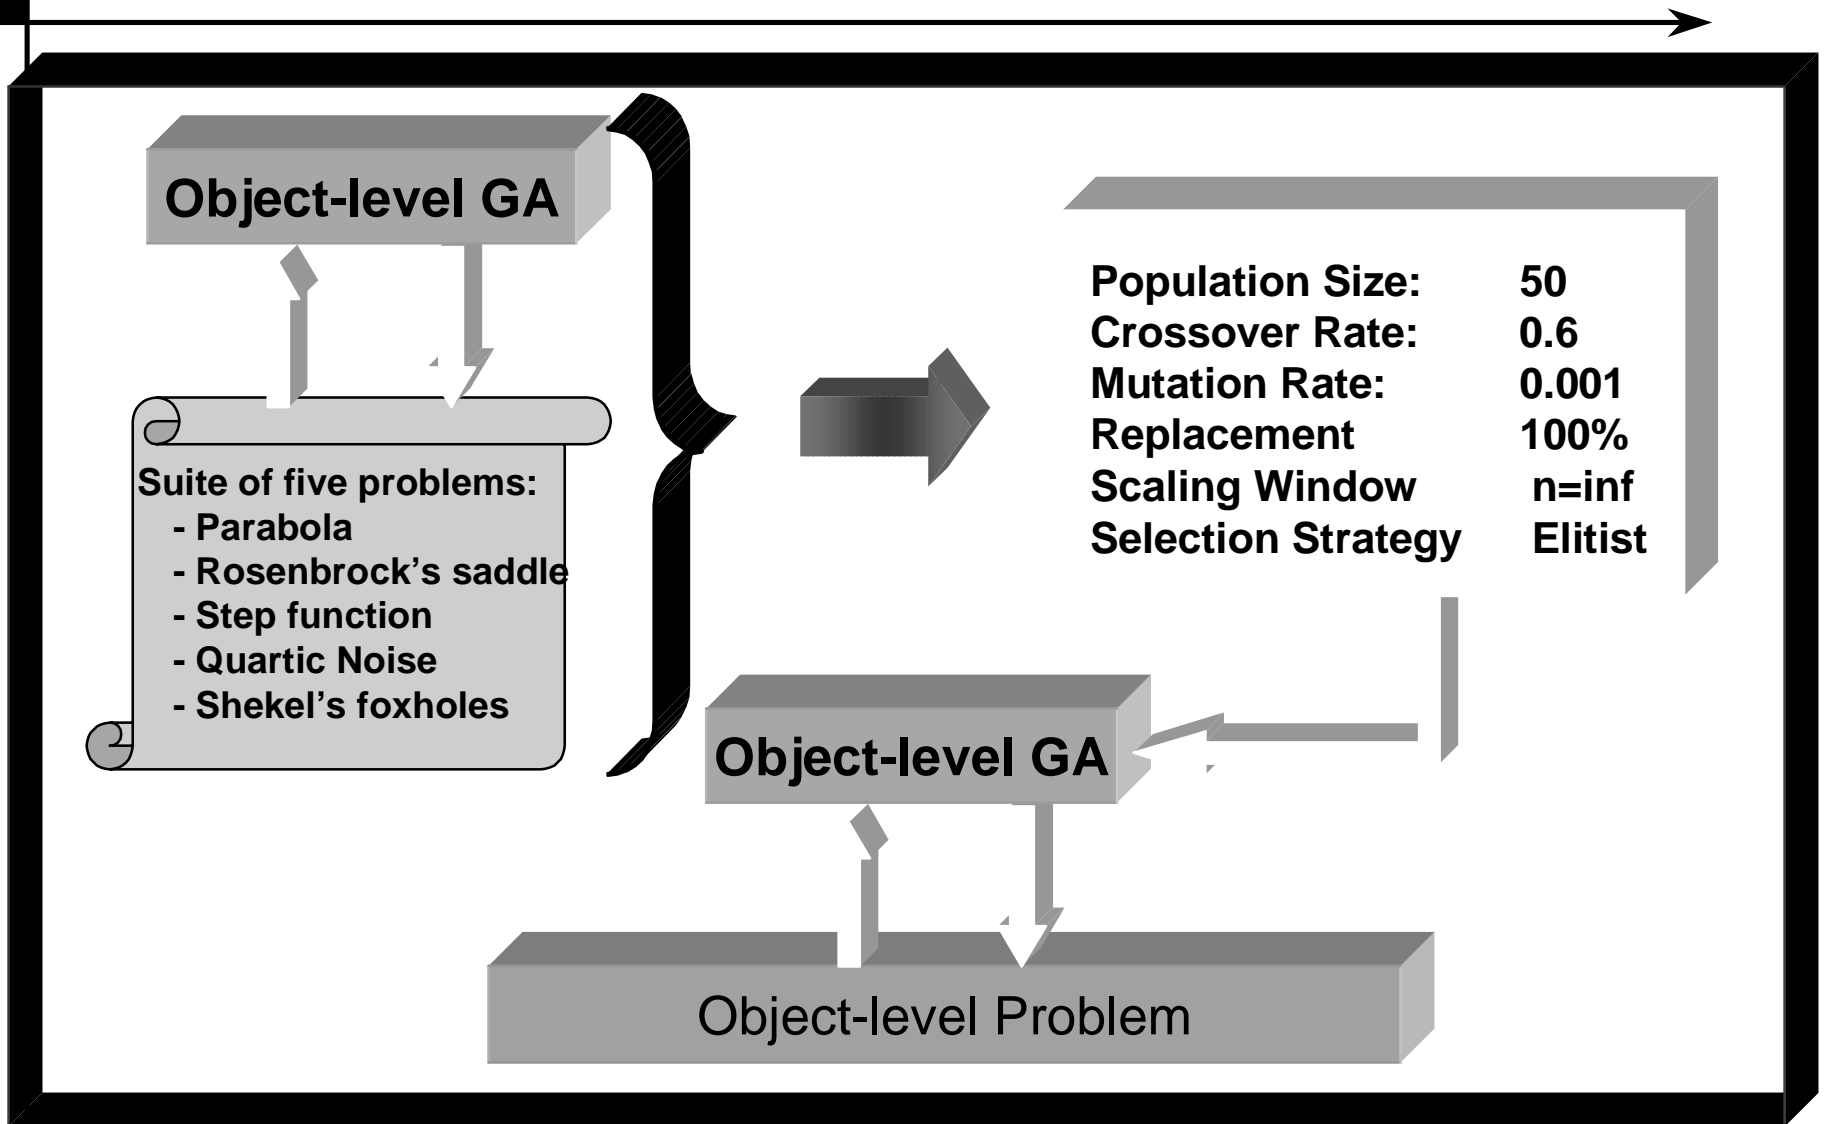 Object-level GA
Suite of five problems:
- Parabola
- Rosenbrock’s saddle
- Step function
- Quartic Noise
- Shekel’s foxholes
Population Size: 50
Crossover Rate: 0.6
Mutation Rate: 0.001
Replacement 100%
Scaling Window n=inf
Selection Strategy Elitist
Object-level GA
Object-level Problem